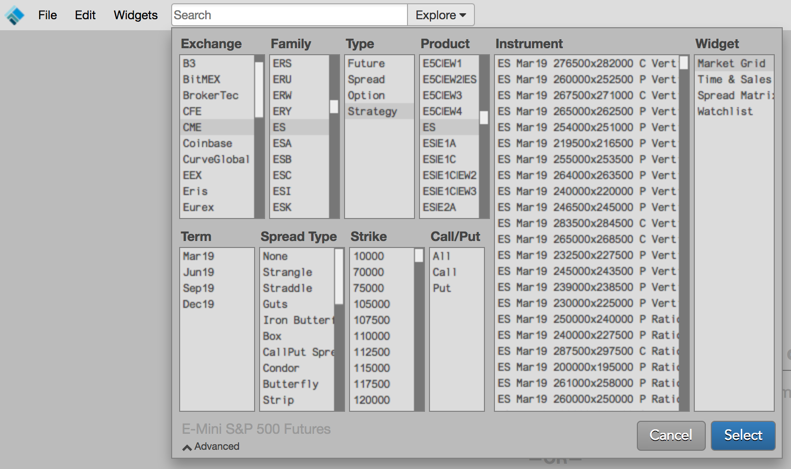 File Edit Widgets Search Explore
Exchange
B3
BitMEX
BrokerTec
CFE
CME
Coinbase
CurveGlobal
EEX
Eris
Eurex
Family
ERS
ERU
ERW
ERY
ES
ESA
ESB
ESC
ESI
ESK
Type
Future
Spread
Option
Strategy
Product
E5CIEW1
E5CIEW2IES
E5CIEW3
E5CIEW4
ES
ESIE1A
ESIE1C
ESIE1CIEW2
ESIE1CIEW3
ESIE2A
Instrument
ES Mar19 276500x282000 C Vert
ES Mar19 260000x252500 P Vert
ES Mar19 267500x271000 C Vert
ES Mar19 265000x262500 P Vert
ES Mar19 254000x251000 P Vert
ES Mar19 219500x216500 P Vert
ES Mar19 255000x253500 P Vert
ES Mar19 264000x263500 P Vert
ES Mar19 240000x220000 P Vert
ES Mar19 246500x245000 P Vert
ES Mar19 283500x284500 C Vert
ES Mar19 265000x268500 C Vert
ES Mar19 232500x227500 P Vert
ES Mar19 245000x243500 P Vert
ES Mar19 239000x238500 P Vert
ES Mar19 230000x225000 P Vert
ES Mar19 250000x240000 P Ratio
ES Mar19 240000x227500 P Ratio
ES Mar19 287500x297500 C Ratio
ES Mar19 200000x195000 P Ratio
ES Mar19 261000x258000 P Ratio
ES Mar19 260000x250000 P Ratio
Widget
Market Grid
Time & Sales
Spread Matrix
Watchlist
Term
Mar19
Jun19
Sep19
Dec19
Spread Type
None
Strangle
Straddle
Guts
Iron Butterf
Box
CallPut Spre
Condor
Butterfly
Strip
Strike
10000
70000
75000
105000
107500
110000
112500
115000
117500
120000
Call/Put
All
Call
Put
E-Mini S&P 500 Futures
Advanced
Cancel Select